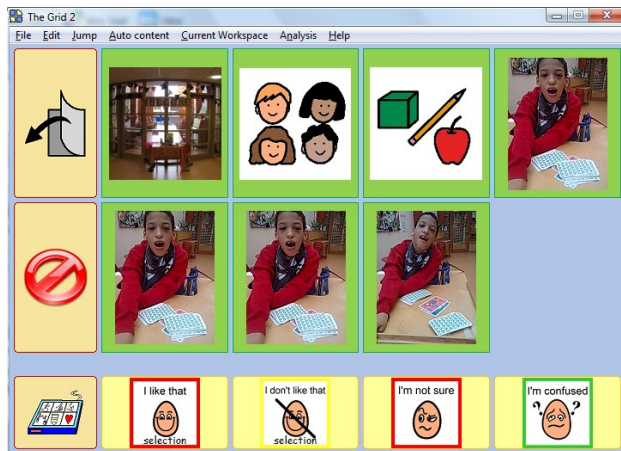 The Grid 2
File Edit Jump Auto content Current Workspace Analysis Help
I like that
selection
I don't like that
selection
I'm not sure
I'm confused
? ?